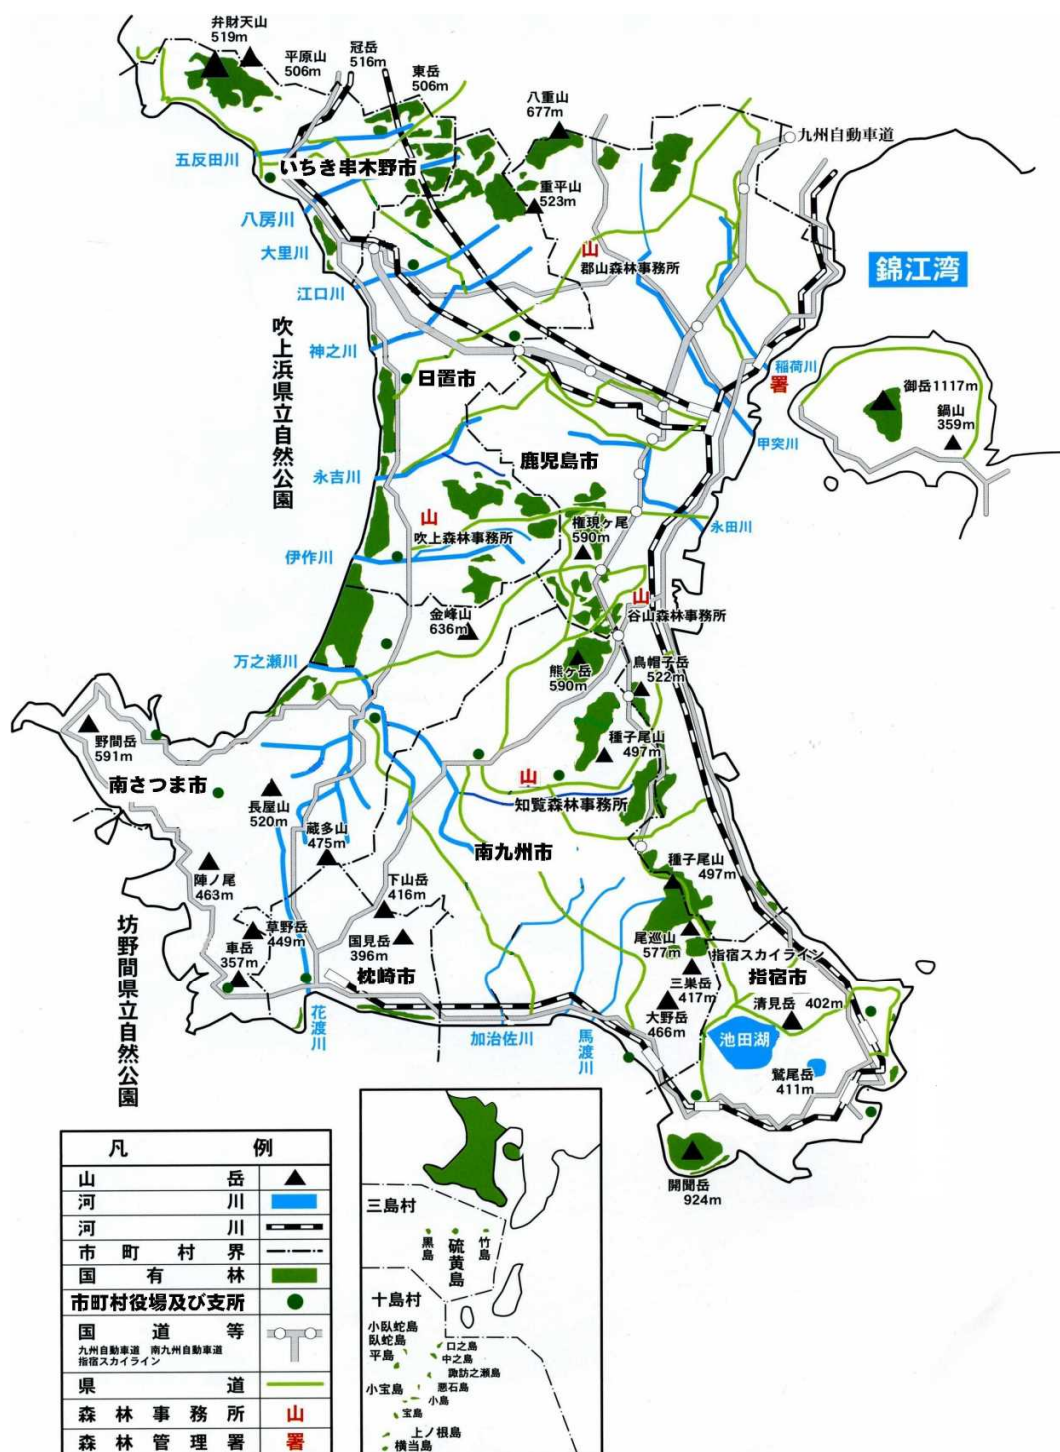 弁財天山
519m
平原山
506m
冠岳
516m
東岳
506m
八重山
677m
九州自動車道
五反田川
いちき串木野市
重平山
523m
八房川
大里川
山
郡山森林事務所
錦江湾
江口川
吹上浜県立自然公園
神之川
日置市
稲荷川
署
御岳1117m
鍋山
359m
甲突川
鹿児島市
永吉川
山
吹上森林事務所
権現ヶ尾
590m
永田川
伊作川
山
谷山森林事務所
金峰山
636m
万之瀬川
熊ヶ岳
590m
烏帽子岳
522m
野間岳
591m
種子尾山
497m
南さつま市
山
知覧森林事務所
長屋山
520m
蔵多山
475m
南九州市
陣ノ尾
463m
種子尾山
497m
下山岳
416m
坊野間県立自然公園
草野岳
449m
車岳
357m
国見岳
396m
尾巡山
577m
指宿スカイライン
枕崎市
三巣岳
417m
指宿市
大野岳
466m
清見岳 402m
花渡川
加治佐川
馬渡川
池田湖
鷲尾岳
411m
開聞岳
924m
凡例
山岳
河川
河川
市町村界
国有林
市町村役場及び支所
国道等
九州自動車道 南九州自動車道
指宿スカイライン
県道
森林事務所 山
森林管理署 署
三島村
黒島
硫黄島
竹島
十島村
小臥蛇島
臥蛇島
平島
口之島
中之島
諏訪之瀬島
小宝島
悪石島
小島
宝島
上ノ根島
横当島